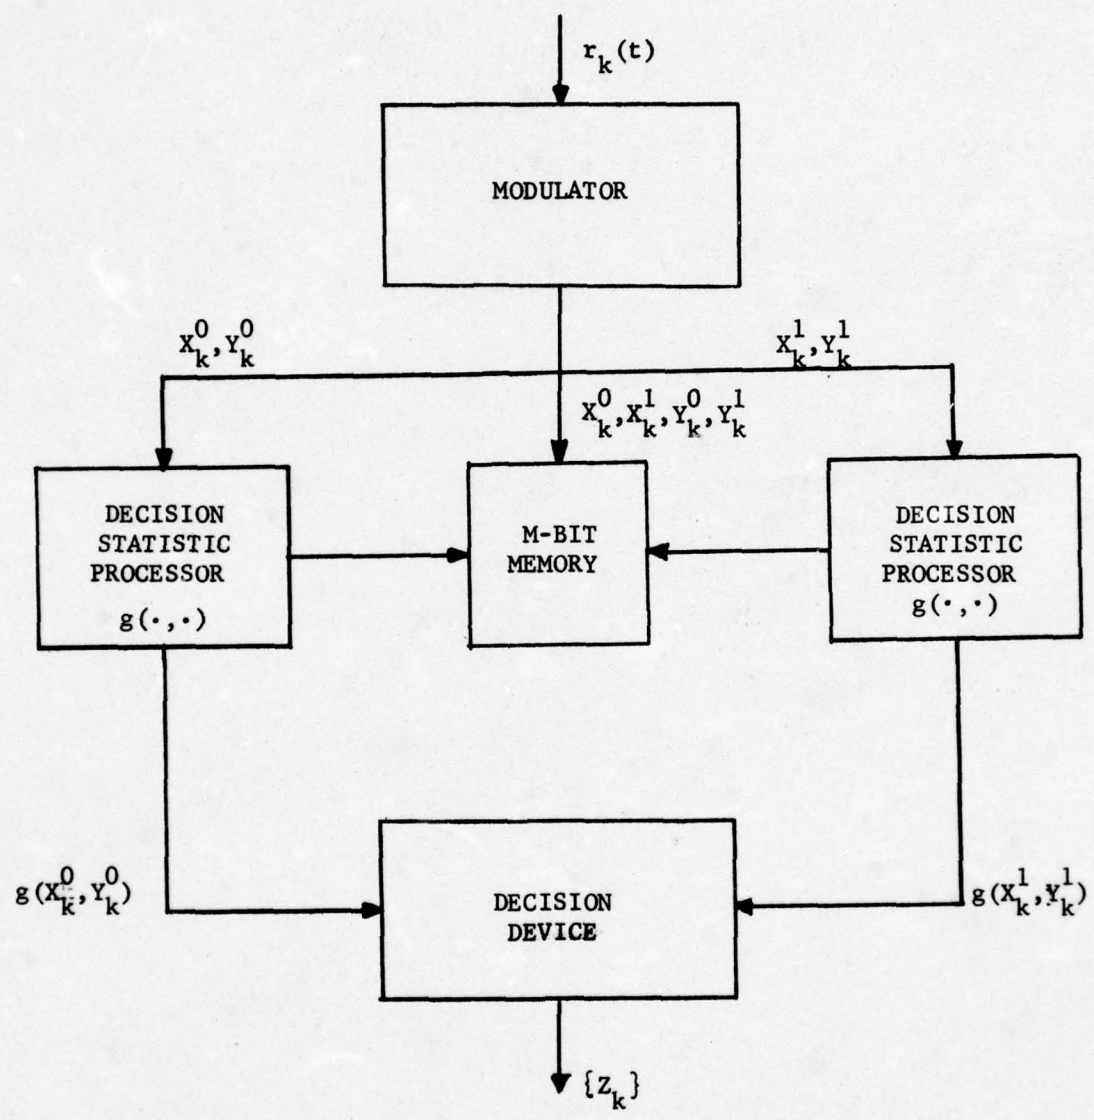 r_k(t)
MODULATOR
X_k^0,Y_k^0
X_k^1,Y_k^1
X_k^0,X_k^1,Y_k^0,Y_k^1
DECISION
STATISTIC
PROCESSOR
g(·,·)
M-BIT
MEMORY
DECISION
STATISTIC
PROCESSOR
g(·,·)
g(X_k^0,Y_k^0)
DECISION
DEVICE
g(X_k^1,Y_k^1)
{Z_k}